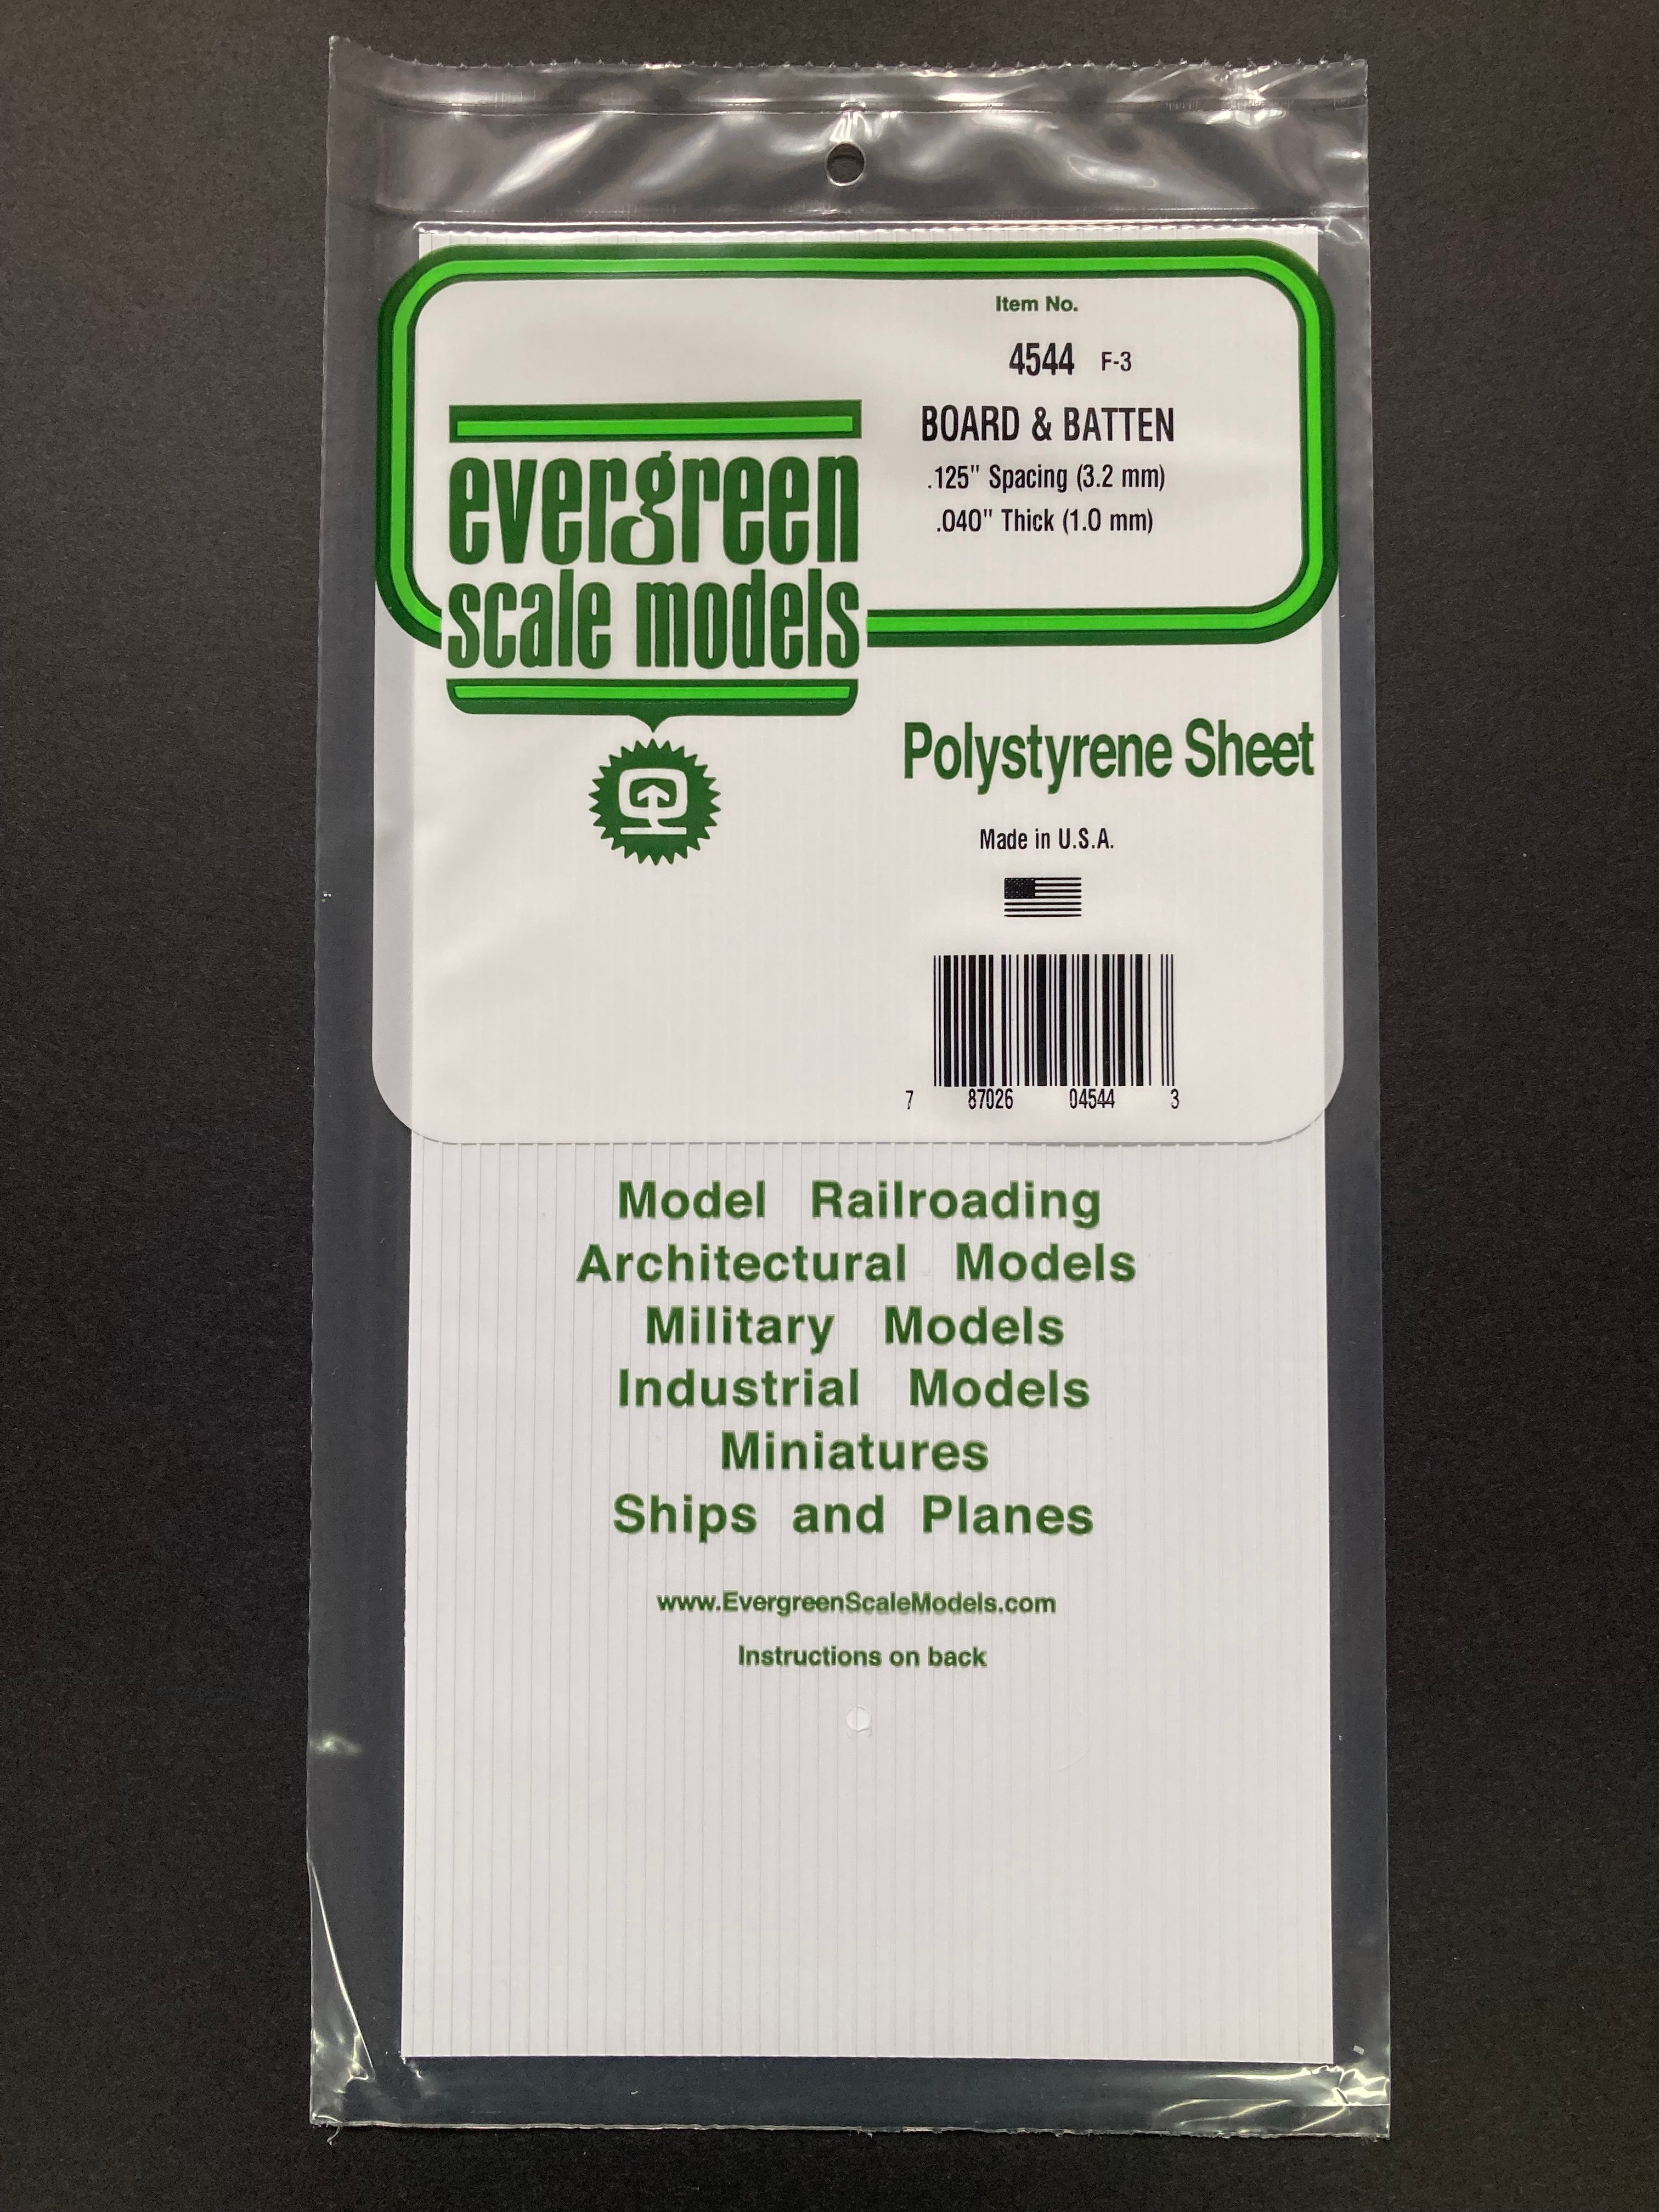 Item No.
4544 F-3
BOARD & BATTEN
.125" Spacing (3.2 mm)
.040" Thick (1.0 mm)
evergreen
scale models
Polystyrene Sheet
Made in U.S.A.
7 87026 04544 3
Model Railroading
Architectural Models
Military Models
Industrial Models
Miniatures
Ships and Planes
www.EvergreenScaleModels.com
Instructions on back